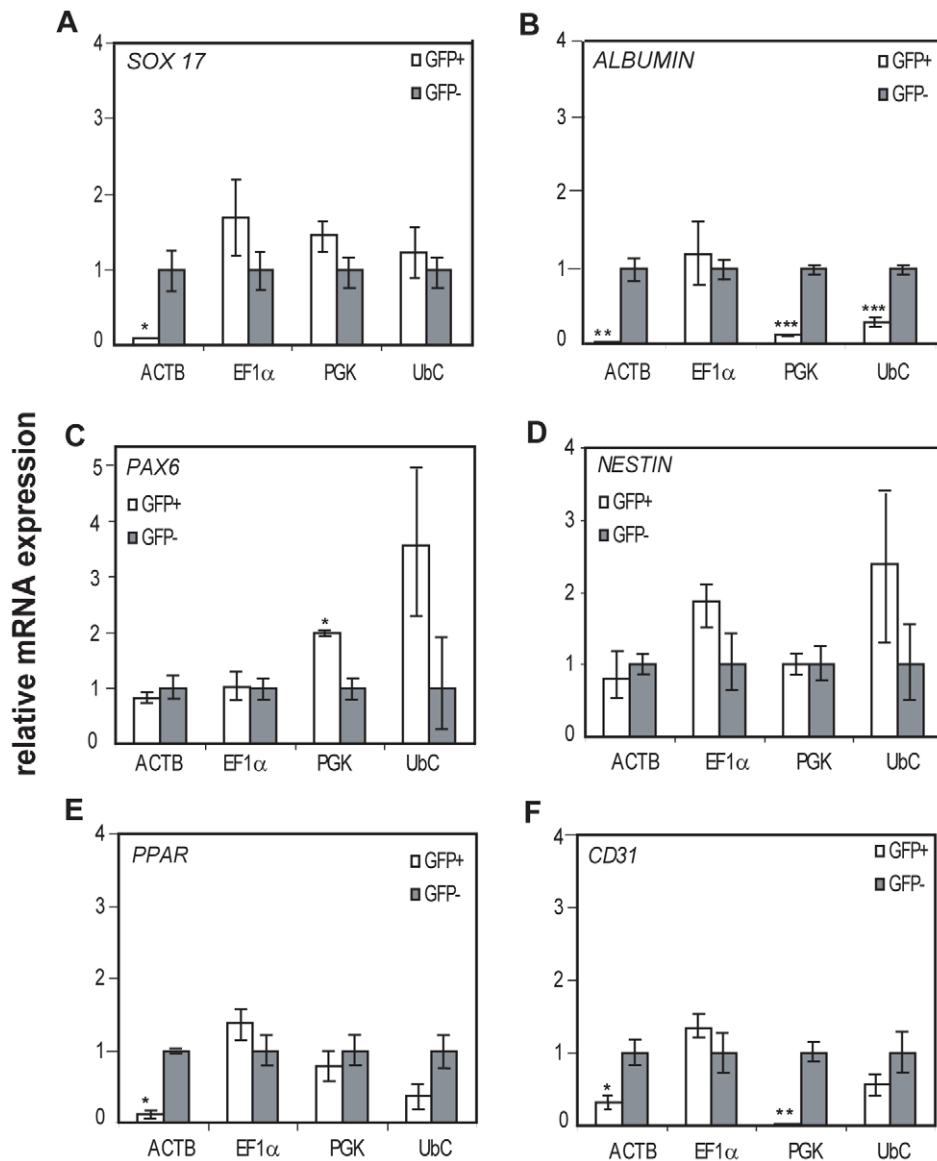 relative mRNA expression
A
SOX 17
GFP+
GFP-
4
3
2
1
0
*
ACTB EF1α PGK UbC
B
ALBUMIN
GFP+
GFP-
4
3
2
1
0
** *** ***
ACTB EF1α PGK UbC
C
PAX6
GFP+
GFP-
5
4
3
2
1
0
*
ACTB EF1α PGK UbC
D
NESTIN
GFP+
GFP-
4
3
2
1
0
ACTB EF1α PGK UbC
E
PPAR
GFP+
GFP-
4
3
2
1
0
*
ACTB EF1α PGK UbC
F
CD31
GFP+
GFP-
4
3
2
1
0
* **
ACTB EF1α PGK UbC